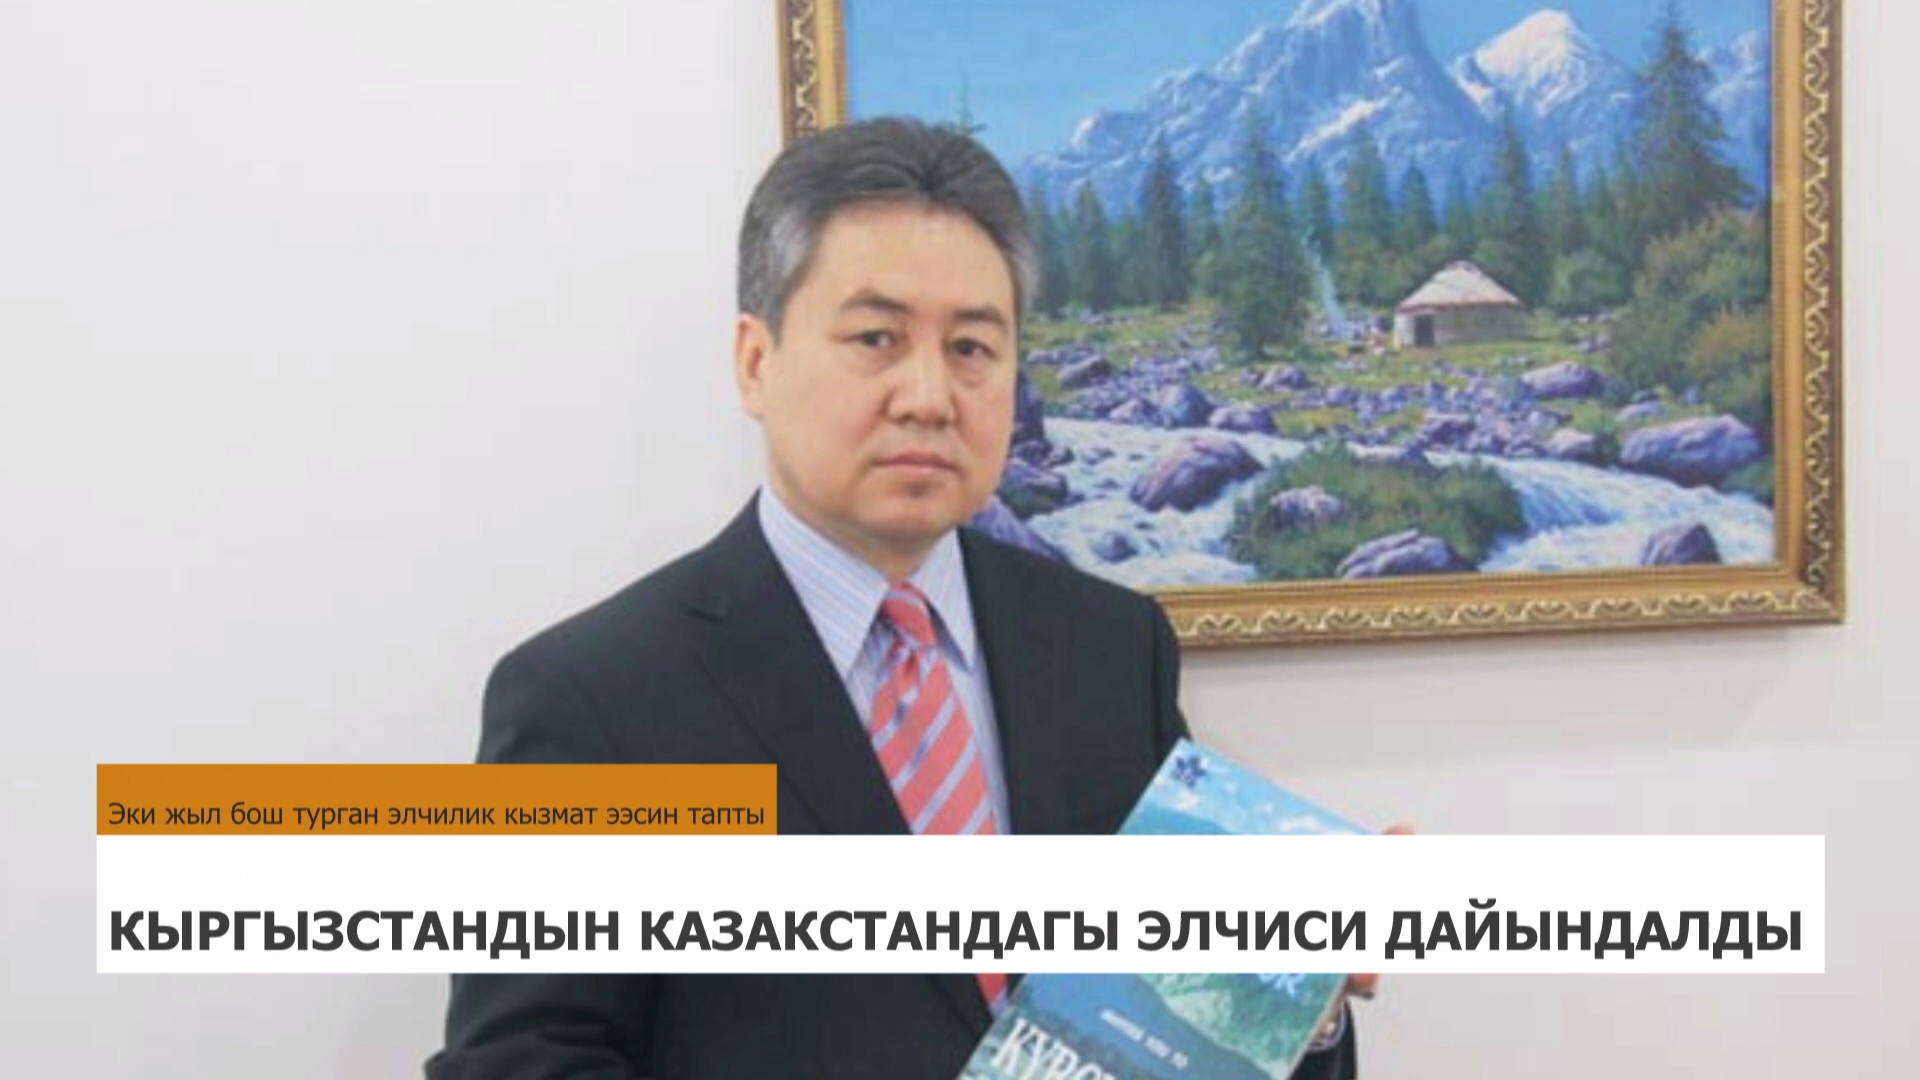 Эки жыл бош турган элчилик кызмат ээсин тапты
КЫРГЫЗСТАНДЫН КАЗАКСТАНДАГЫ ЭЛЧИСИ ДАЙЫНДАЛДЫ